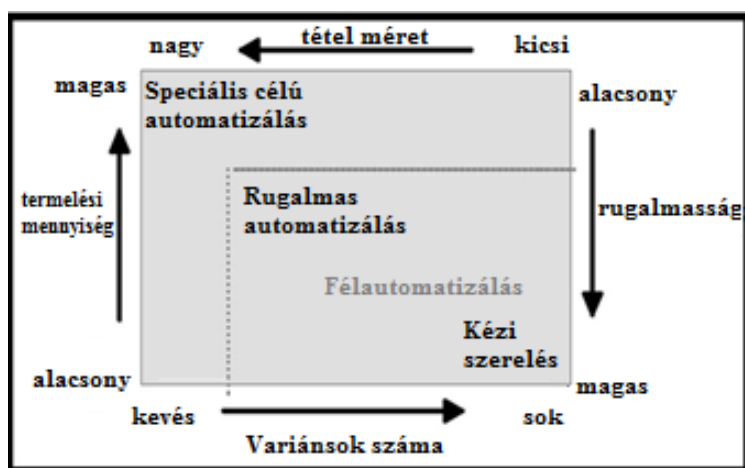 nagy tétel méret kicsi
magas
alacsony
Speciális célú
automatizálás
termelési
mennyiség
Rugalmas
automatizálás
rugalmasság
Félautomatizálás
Kézi
szerelés
alacsony
magas
kevés
sok
Variánsok száma